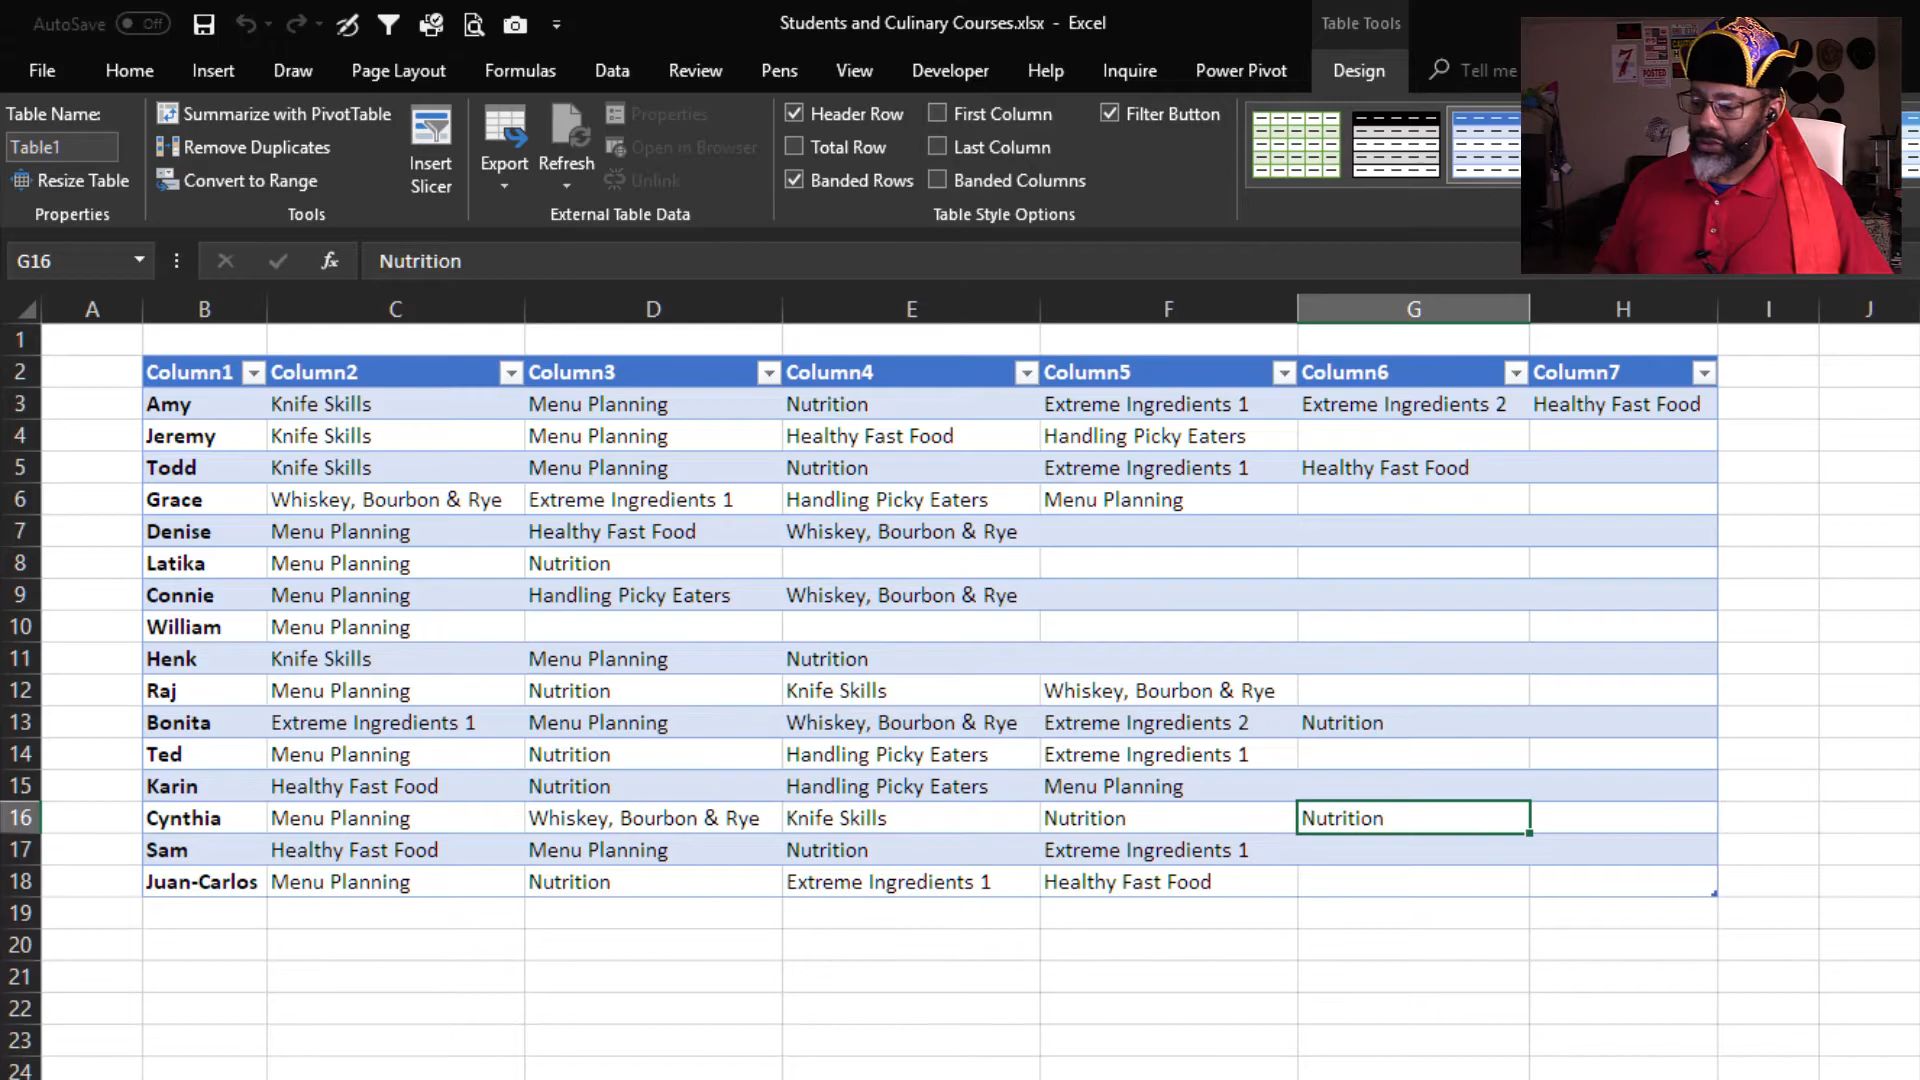 AutoSave Off Students and Culinary Courses.xlsx - Excel Table Tools
File Home Insert Draw Page Layout Formulas Data Review Pens View Developer Help Inquire Power Pivot Design Tell me
Table Name: Summarize with PivotTable Properties Header Row First Column Filter Button
Table1 Remove Duplicates Open in Browser Total Row Last Column
Resize Table Convert to Range Insert Slicer Export Refresh Unlink Banded Rows Banded Columns
Properties Tools External Table Data Table Style Options
G16 fx Nutrition
A B C D E F G H I J
1
2 Column1 Column2 Column3 Column4 Column5 Column6 Column7
3 Amy Knife Skills Menu Planning Nutrition Extreme Ingredients 1 Extreme Ingredients 2 Healthy Fast Food
4 Jeremy Knife Skills Menu Planning Healthy Fast Food Handling Picky Eaters
5 Todd Knife Skills Menu Planning Nutrition Extreme Ingredients 1 Healthy Fast Food
6 Grace Whiskey, Bourbon & Rye Extreme Ingredients 1 Handling Picky Eaters Menu Planning
7 Denise Menu Planning Healthy Fast Food Whiskey, Bourbon & Rye
8 Latika Menu Planning Nutrition
9 Connie Menu Planning Handling Picky Eaters Whiskey, Bourbon & Rye
10 William Menu Planning
11 Henk Knife Skills Menu Planning Nutrition
12 Raj Menu Planning Nutrition Knife Skills Whiskey, Bourbon & Rye
13 Bonita Extreme Ingredients 1 Menu Planning Whiskey, Bourbon & Rye Extreme Ingredients 2 Nutrition
14 Ted Menu Planning Nutrition Handling Picky Eaters Extreme Ingredients 1
15 Karin Healthy Fast Food Nutrition Handling Picky Eaters Menu Planning
16 Cynthia Menu Planning Whiskey, Bourbon & Rye Knife Skills Nutrition Nutrition
17 Sam Healthy Fast Food Menu Planning Nutrition Extreme Ingredients 1
18 Juan-Carlos Menu Planning Nutrition Extreme Ingredients 1 Healthy Fast Food
19
20
21
22
23
24
7
POSTED